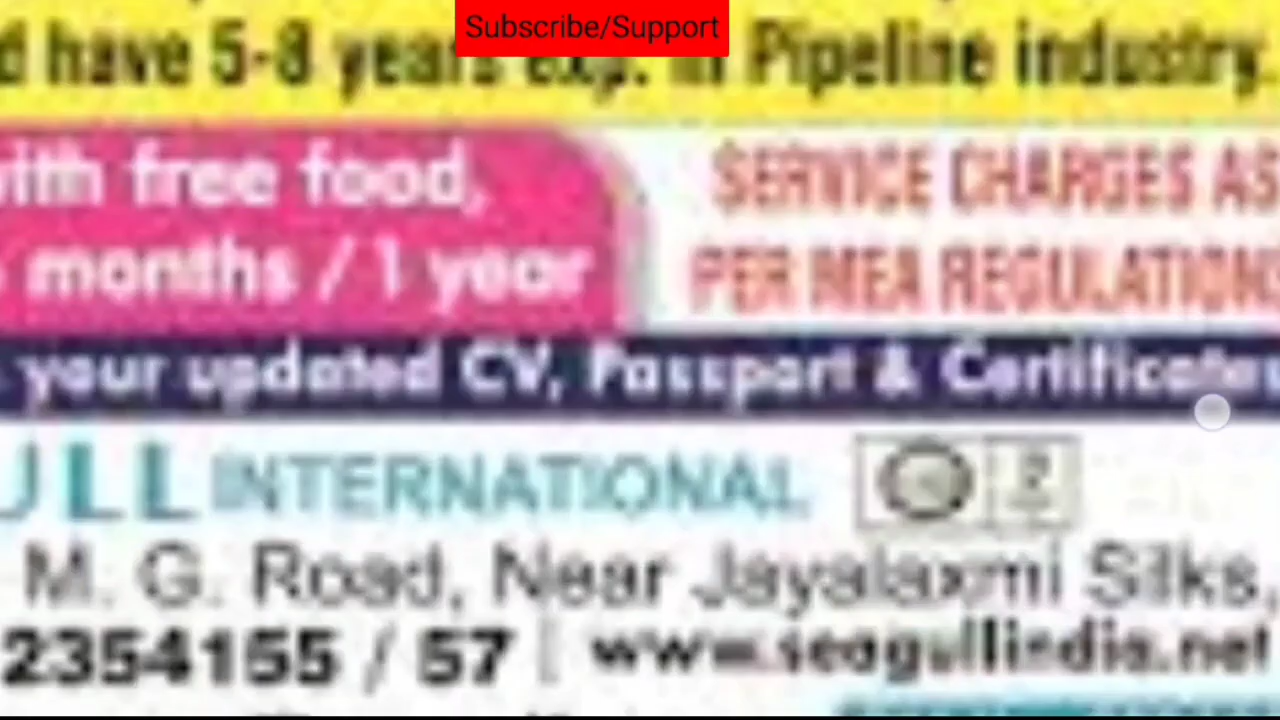 Subscribe/Support
have 5-8 years exp. in Pipeline industry.
with free food,
months / 1 year
SERVICE CHARGES AS
PER MEA REGULATIONS
your updated CV, Passport & Certificates
ULL INTERNATIONAL
M. G. Road, Near Jayalaxmi Silks,
2354155 / 57 | www.seagullindia.net